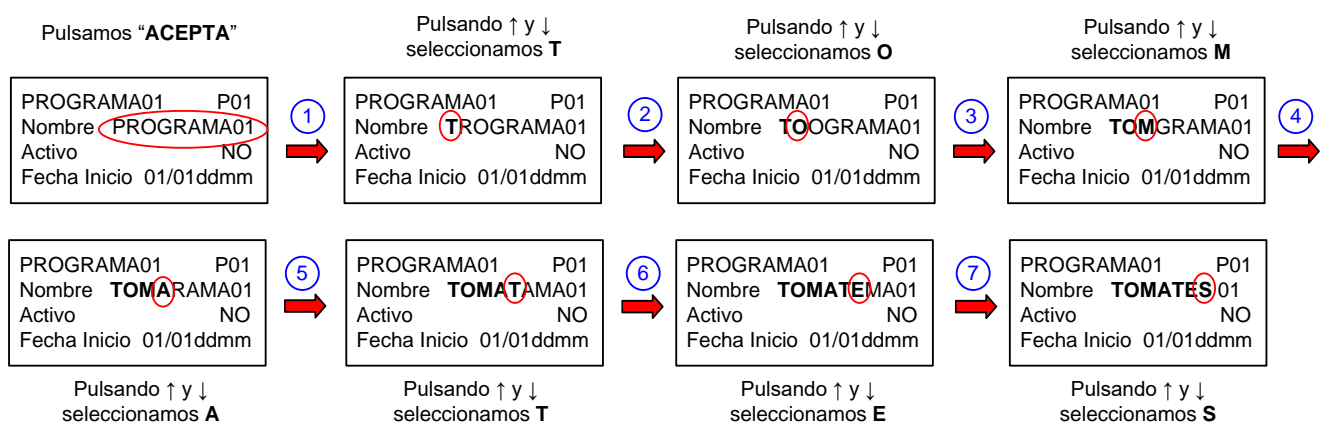 Pulsamos “ACEPTA”
Pulsando ↑ y ↓
seleccionamos T
Pulsando ↑ y ↓
seleccionamos O
Pulsando ↑ y ↓
seleccionamos M
PROGRAMA01 P01
Nombre PROGRAMA01
Activo NO
Fecha Inicio 01/01ddmm
1
PROGRAMA01 P01
Nombre TROGRAMA01
Activo NO
Fecha Inicio 01/01ddmm
2
PROGRAMA01 P01
Nombre TOOGRAMA01
Activo NO
Fecha Inicio 01/01ddmm
3
PROGRAMA01 P01
Nombre TOMGRAMA01
Activo NO
Fecha Inicio 01/01ddmm
4
PROGRAMA01 P01
Nombre TOMARAMA01
Activo NO
Fecha Inicio 01/01ddmm
5
PROGRAMA01 P01
Nombre TOMATAMA01
Activo NO
Fecha Inicio 01/01ddmm
6
PROGRAMA01 P01
Nombre TOMATEMA01
Activo NO
Fecha Inicio 01/01ddmm
7
PROGRAMA01 P01
Nombre TOMATES01
Activo NO
Fecha Inicio 01/01ddmm
Pulsando ↑ y ↓
seleccionamos A
Pulsando ↑ y ↓
seleccionamos T
Pulsando ↑ y ↓
seleccionamos E
Pulsando ↑ y ↓
seleccionamos S